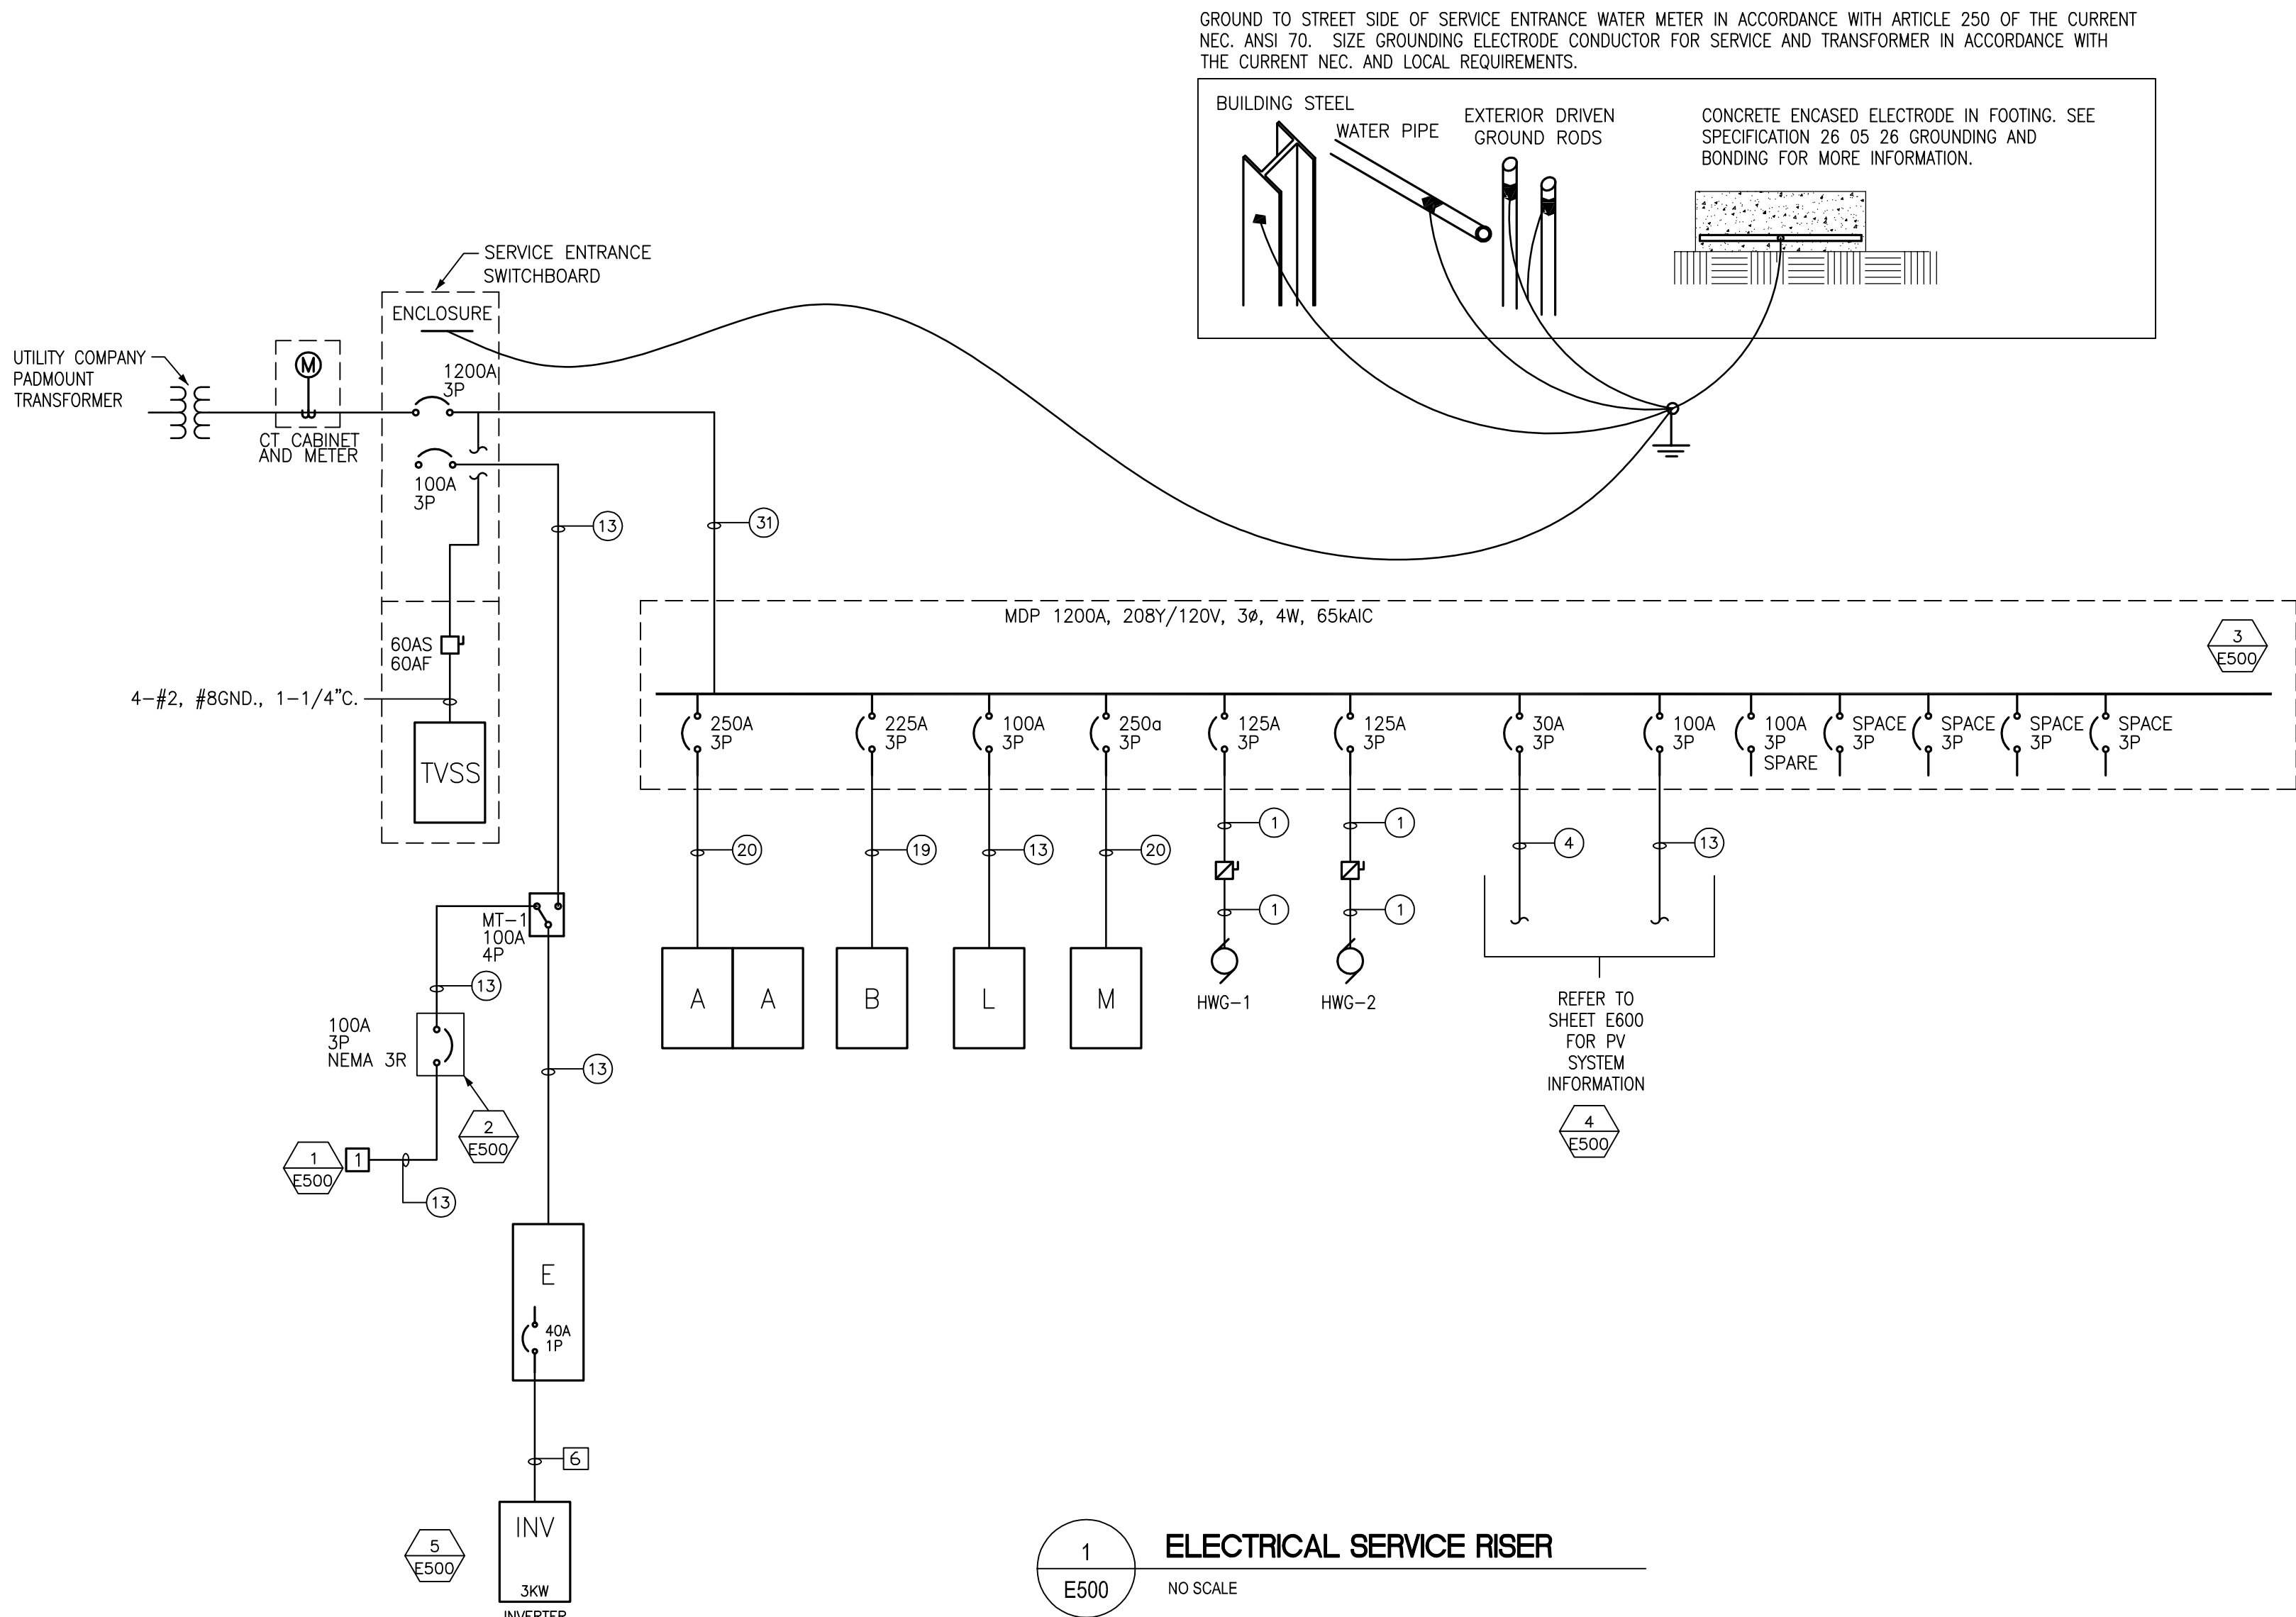 GROUND TO STREET SIDE OF SERVICE ENTRANCE WATER METER IN ACCORDANCE WITH ARTICLE 250 OF THE CURRENT
NEC. ANSI 70. SIZE GROUNDING ELECTRODE CONDUCTOR FOR SERVICE AND TRANSFORMER IN ACCORDANCE WITH
THE CURRENT NEC. AND LOCAL REQUIREMENTS.
BUILDING STEEL
WATER PIPE
EXTERIOR DRIVEN
GROUND RODS
CONCRETE ENCASED ELECTRODE IN FOOTING. SEE
SPECIFICATION 26 05 26 GROUNDING AND
BONDING FOR MORE INFORMATION.
SERVICE ENTRANCE
SWITCHBOARD
ENCLOSURE
UTILITY COMPANY
PADMOUNT
TRANSFORMER
M
CT CABINET
AND METER
1200A
3P
100A
3P
13
31
60AS
60AF
4-#2, #8GND., 1-1/4"C.
TVSS
MDP 1200A, 208Y/120V, 3ø, 4W, 65kAIC
3
E500
250A
3P
225A
3P
100A
3P
250a
3P
125A
3P
125A
3P
30A
3P
100A
3P
100A
3P
SPARE
SPACE
3P
SPACE
3P
SPACE
3P
SPACE
3P
20
19
13
20
1
1
4
13
1
1
A
A
B
L
M
HWG-1
HWG-2
REFER TO
SHEET E600
FOR PV
SYSTEM
INFORMATION
4
E500
MT-1
100A
4P
13
100A
3P
NEMA 3R
13
2
E500
1
E500
1
13
E
40A
1P
6
INV
3KW
INVERTER
5
E500
1
E500
ELECTRICAL SERVICE RISER
NO SCALE